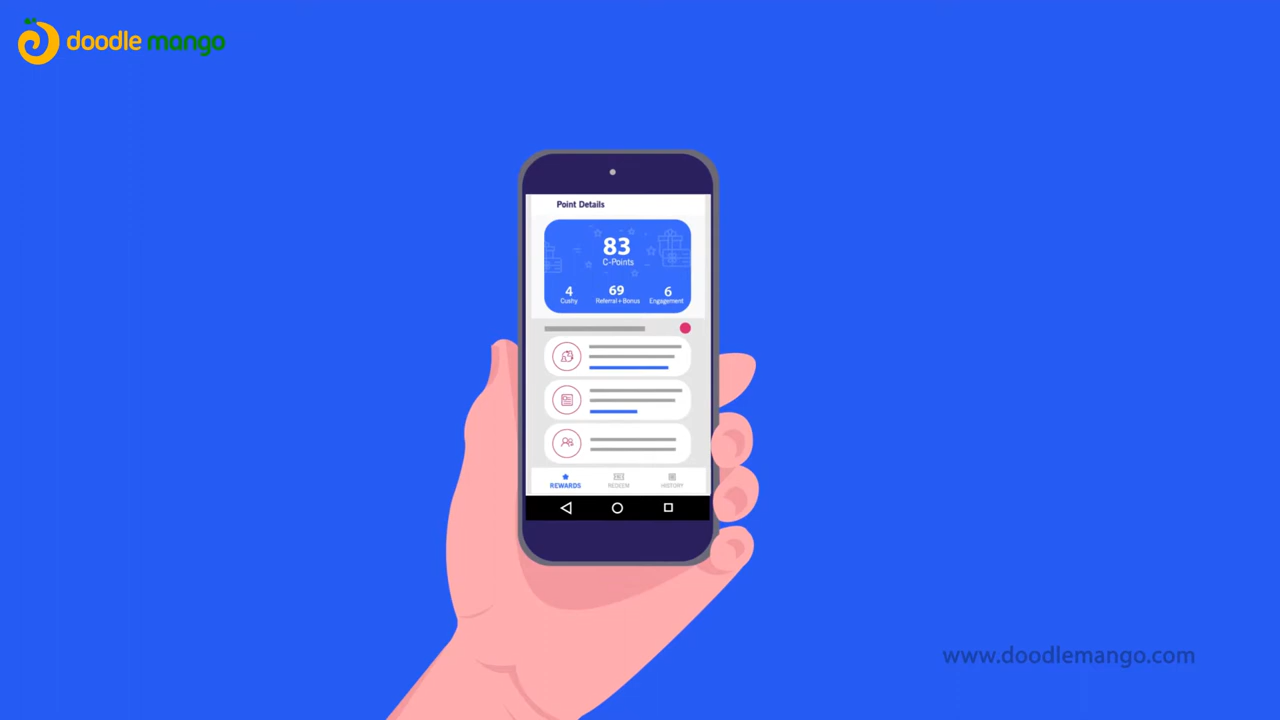 doodle mango
Point Details
83
C-Points
4 69 6
Cushy Referral+Bonus Engagement
REWARDS REDEEM HISTORY
www.doodlemango.com